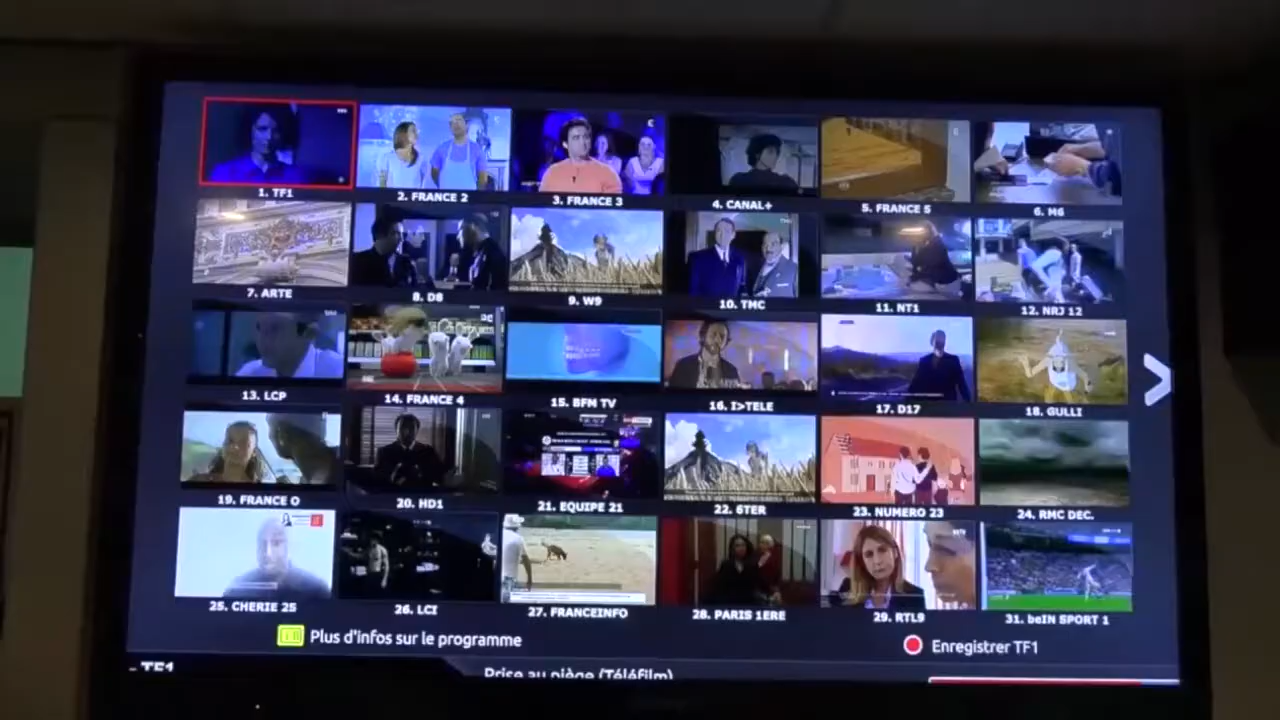 1. TF1
2. FRANCE 2
3. FRANCE 3
4. CANAL+
5. FRANCE 5
6. M6
7. ARTE
8. D8
9. W9
10. TMC
11. NT1
12. NRJ 12
13. LCP
14. FRANCE 4
15. BFM TV
16. I>TELE
17. D17
18. GULLI
19. FRANCE O
20. HD1
21. EQUIPE 21
22. 6TER
23. NUMERO 23
24. RMC DEC.
25. CHERIE 25
26. LCI
27. FRANCEINFO
28. PARIS 1ERE
29. RTL9
31. beIN SPORT 1
Plus d'infos sur le programme
Enregistrer TF1
TF1
Prise au piège (Téléfilm)